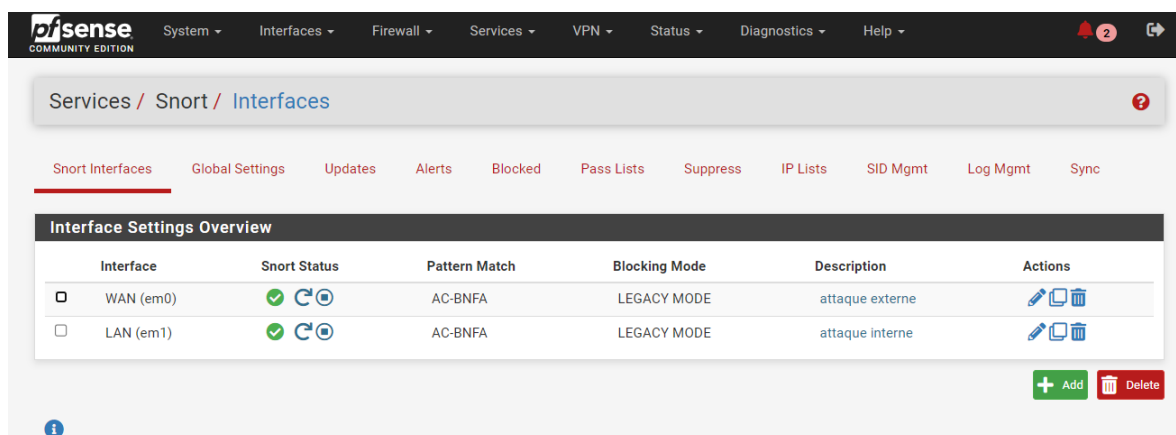 pfsense
COMMUNITY EDITION
System Interfaces Firewall Services VPN Status Diagnostics Help 2
Services / Snort / Interfaces
Snort Interfaces Global Settings Updates Alerts Blocked Pass Lists Suppress IP Lists SID Mgmt Log Mgmt Sync
Interface Settings Overview
Interface Snort Status Pattern Match Blocking Mode Description Actions
WAN (em0) AC-BNFA LEGACY MODE attaque externe
LAN (em1) AC-BNFA LEGACY MODE attaque interne
Add Delete